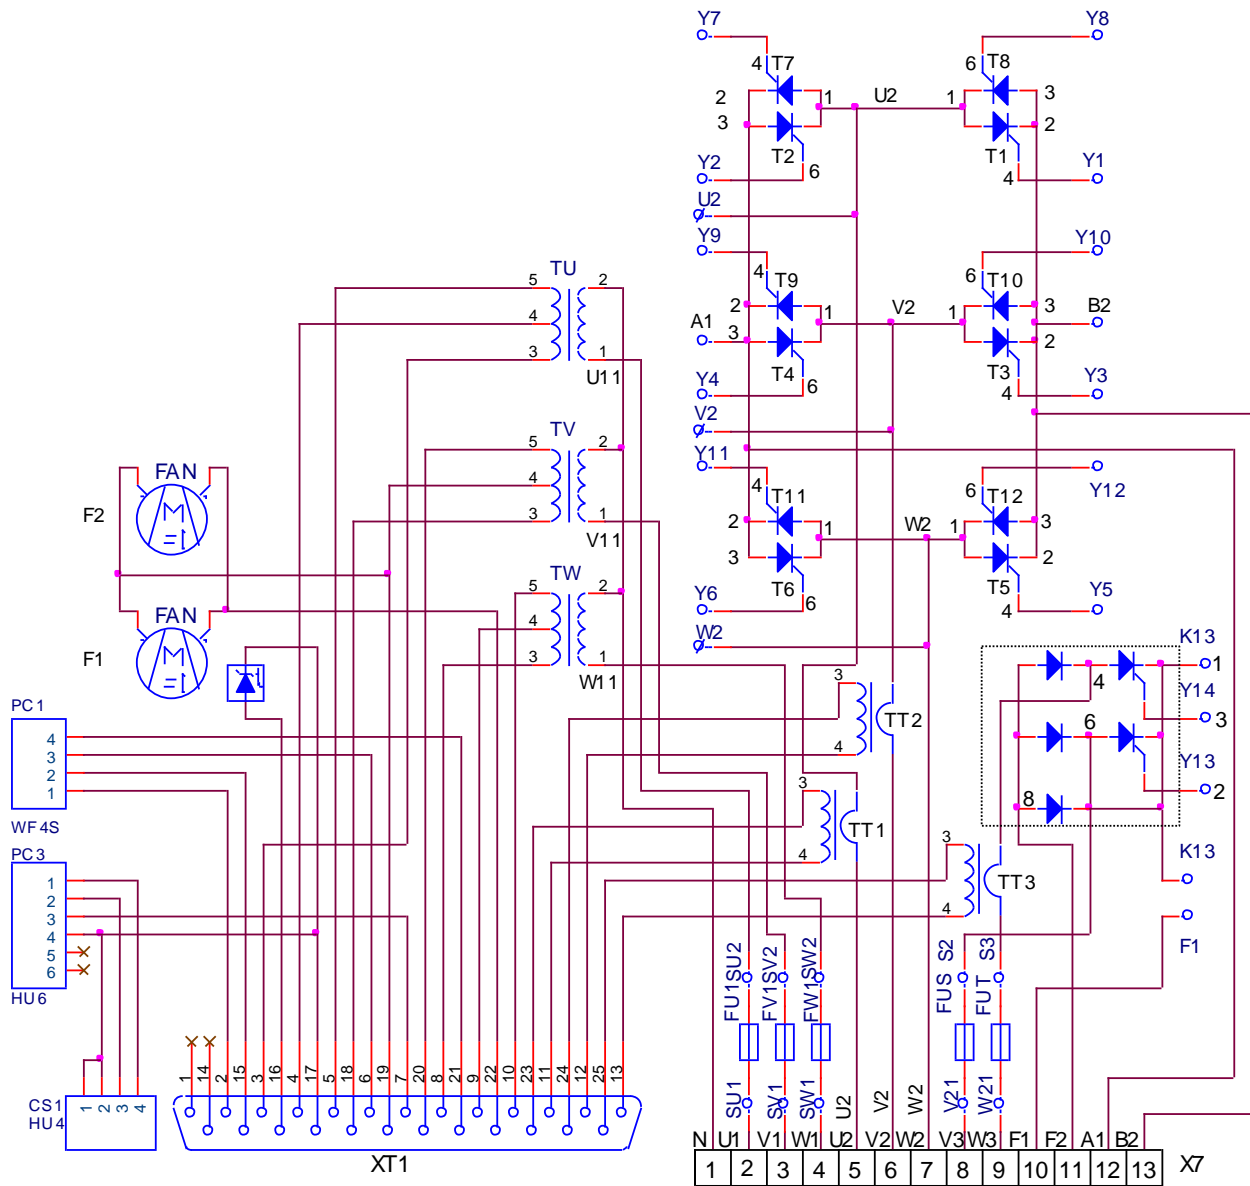 Y7 Y8
4 T7 6 T8
2 1 U2 1 3
3 2
T2 T1
Y2 6 4 Y1
U2
Y9 Y10
4 T9 6 T10
2 1 V2 1 3 B2
A1 3 2
T4 T3
Y4 6 4 Y3
V2
Y11 Y12
4 T11 6 T12
2 1 W2 1 3
3 2
T6 T5
Y6 6 4 Y5
W2
TU
5 2
4
3 1
U11
TV
5 2
4
3 1
V11
TW
5 2
4
3 1
W11
FAN
F2
M
=1
FAN
F1
M
=1
K13
1
4
Y14
3
6
Y13
2
8
K13
F1
3
TT2
4
3
TT1
4
3
TT3
4
PC1
4
3
2
1
WF4S
PC3
1
2
3
4
5
6
HU6
CS1
HU4
1 2 3 4
1 14 2 15 3 16 4 17 5 18 6 19 7 20 8 21 9 22 10 23 11 24 12 25 13
XT1
FU1 SU2 FV1 SV2 FW1 SW2 FUS S2 FUT S3
SU1 SV1 SW1 U2 V2 W2 V21 W21
N U1 V1 W1 U2 V2 W2 V3 W3 F1 F2 A1 B2
1 2 3 4 5 6 7 8 9 10 11 12 13 X7